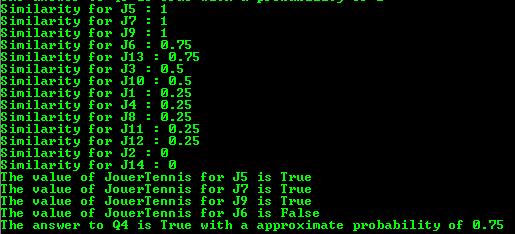 Similarity for J5 : 1
Similarity for J7 : 1
Similarity for J9 : 1
Similarity for J6 : 0.75
Similarity for J13 : 0.75
Similarity for J3 : 0.5
Similarity for J10 : 0.5
Similarity for J1 : 0.25
Similarity for J4 : 0.25
Similarity for J8 : 0.25
Similarity for J11 : 0.25
Similarity for J12 : 0.25
Similarity for J2 : 0
Similarity for J14 : 0
The value of JouerTennis for J5 is True
The value of JouerTennis for J7 is True
The value of JouerTennis for J9 is True
The value of JouerTennis for J6 is False
The answer to Q4 is True with a approximate probability of 0.75